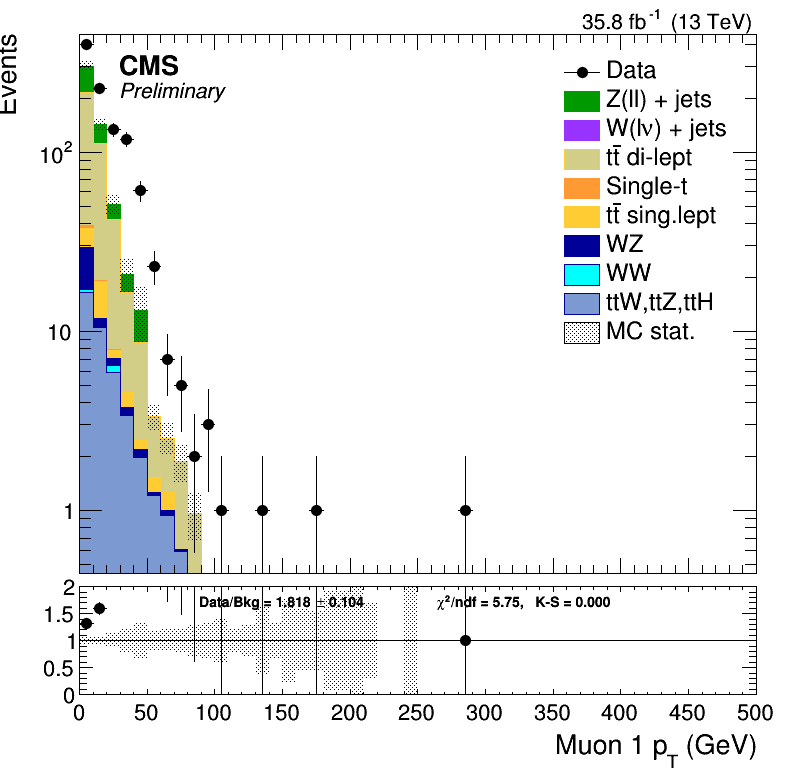 35.8 fb⁻¹ (13 TeV)
Events
CMS
Preliminary
Data
Z(ll) + jets
W(lν) + jets
tt̄ di-lept
Single-t
tt̄ sing.lept
WZ
WW
ttW,ttZ,ttH
MC stat.
10²
10
1
2
1.5
1
0.5
0
Data/Bkg = 1.818 ± 0.104
χ²/ndf = 5.75, K-S = 0.000
0 50 100 150 200 250 300 350 400 450 500
Muon 1 p_T (GeV)